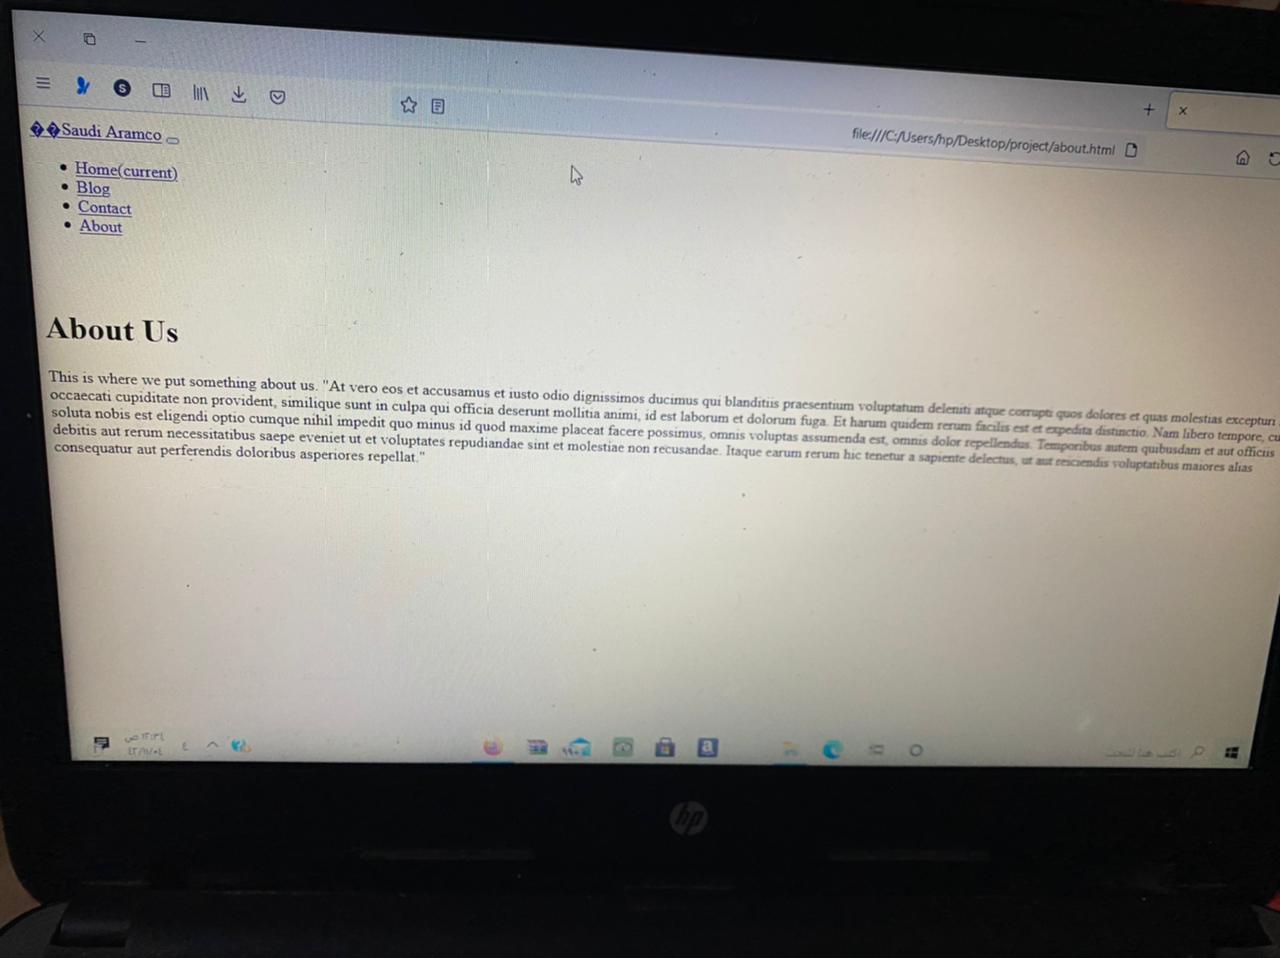 file:///C:/Users/hp/Desktop/project/about.html
��Saudi Aramco
Home(current)
Blog
Contact
About
About Us
This is where we put something about us. "At vero eos et accusamus et iusto odio dignissimos ducimus qui blanditiis praesentium voluptatum deleniti atque corrupti quos dolores et quas molestias excepturi
occaecati cupiditate non provident, similique sunt in culpa qui officia deserunt mollitia animi, id est laborum et dolorum fuga. Et harum quidem rerum facilis est et expedita distinctio. Nam libero tempore, cu
soluta nobis est eligendi optio cumque nihil impedit quo minus id quod maxime placeat facere possimus, omnis voluptas assumenda est, omnis dolor repellendus. Temporibus autem quibusdam et aut officiis
debitis aut rerum necessitatibus saepe eveniet ut et voluptates repudiandae sint et molestiae non recusandae. Itaque earum rerum hic tenetur a sapiente delectus, ut aut reiciendis voluptatibus maiores alias
consequatur aut perferendis doloribus asperiores repellat."
اكتب هنا للبحث
hp